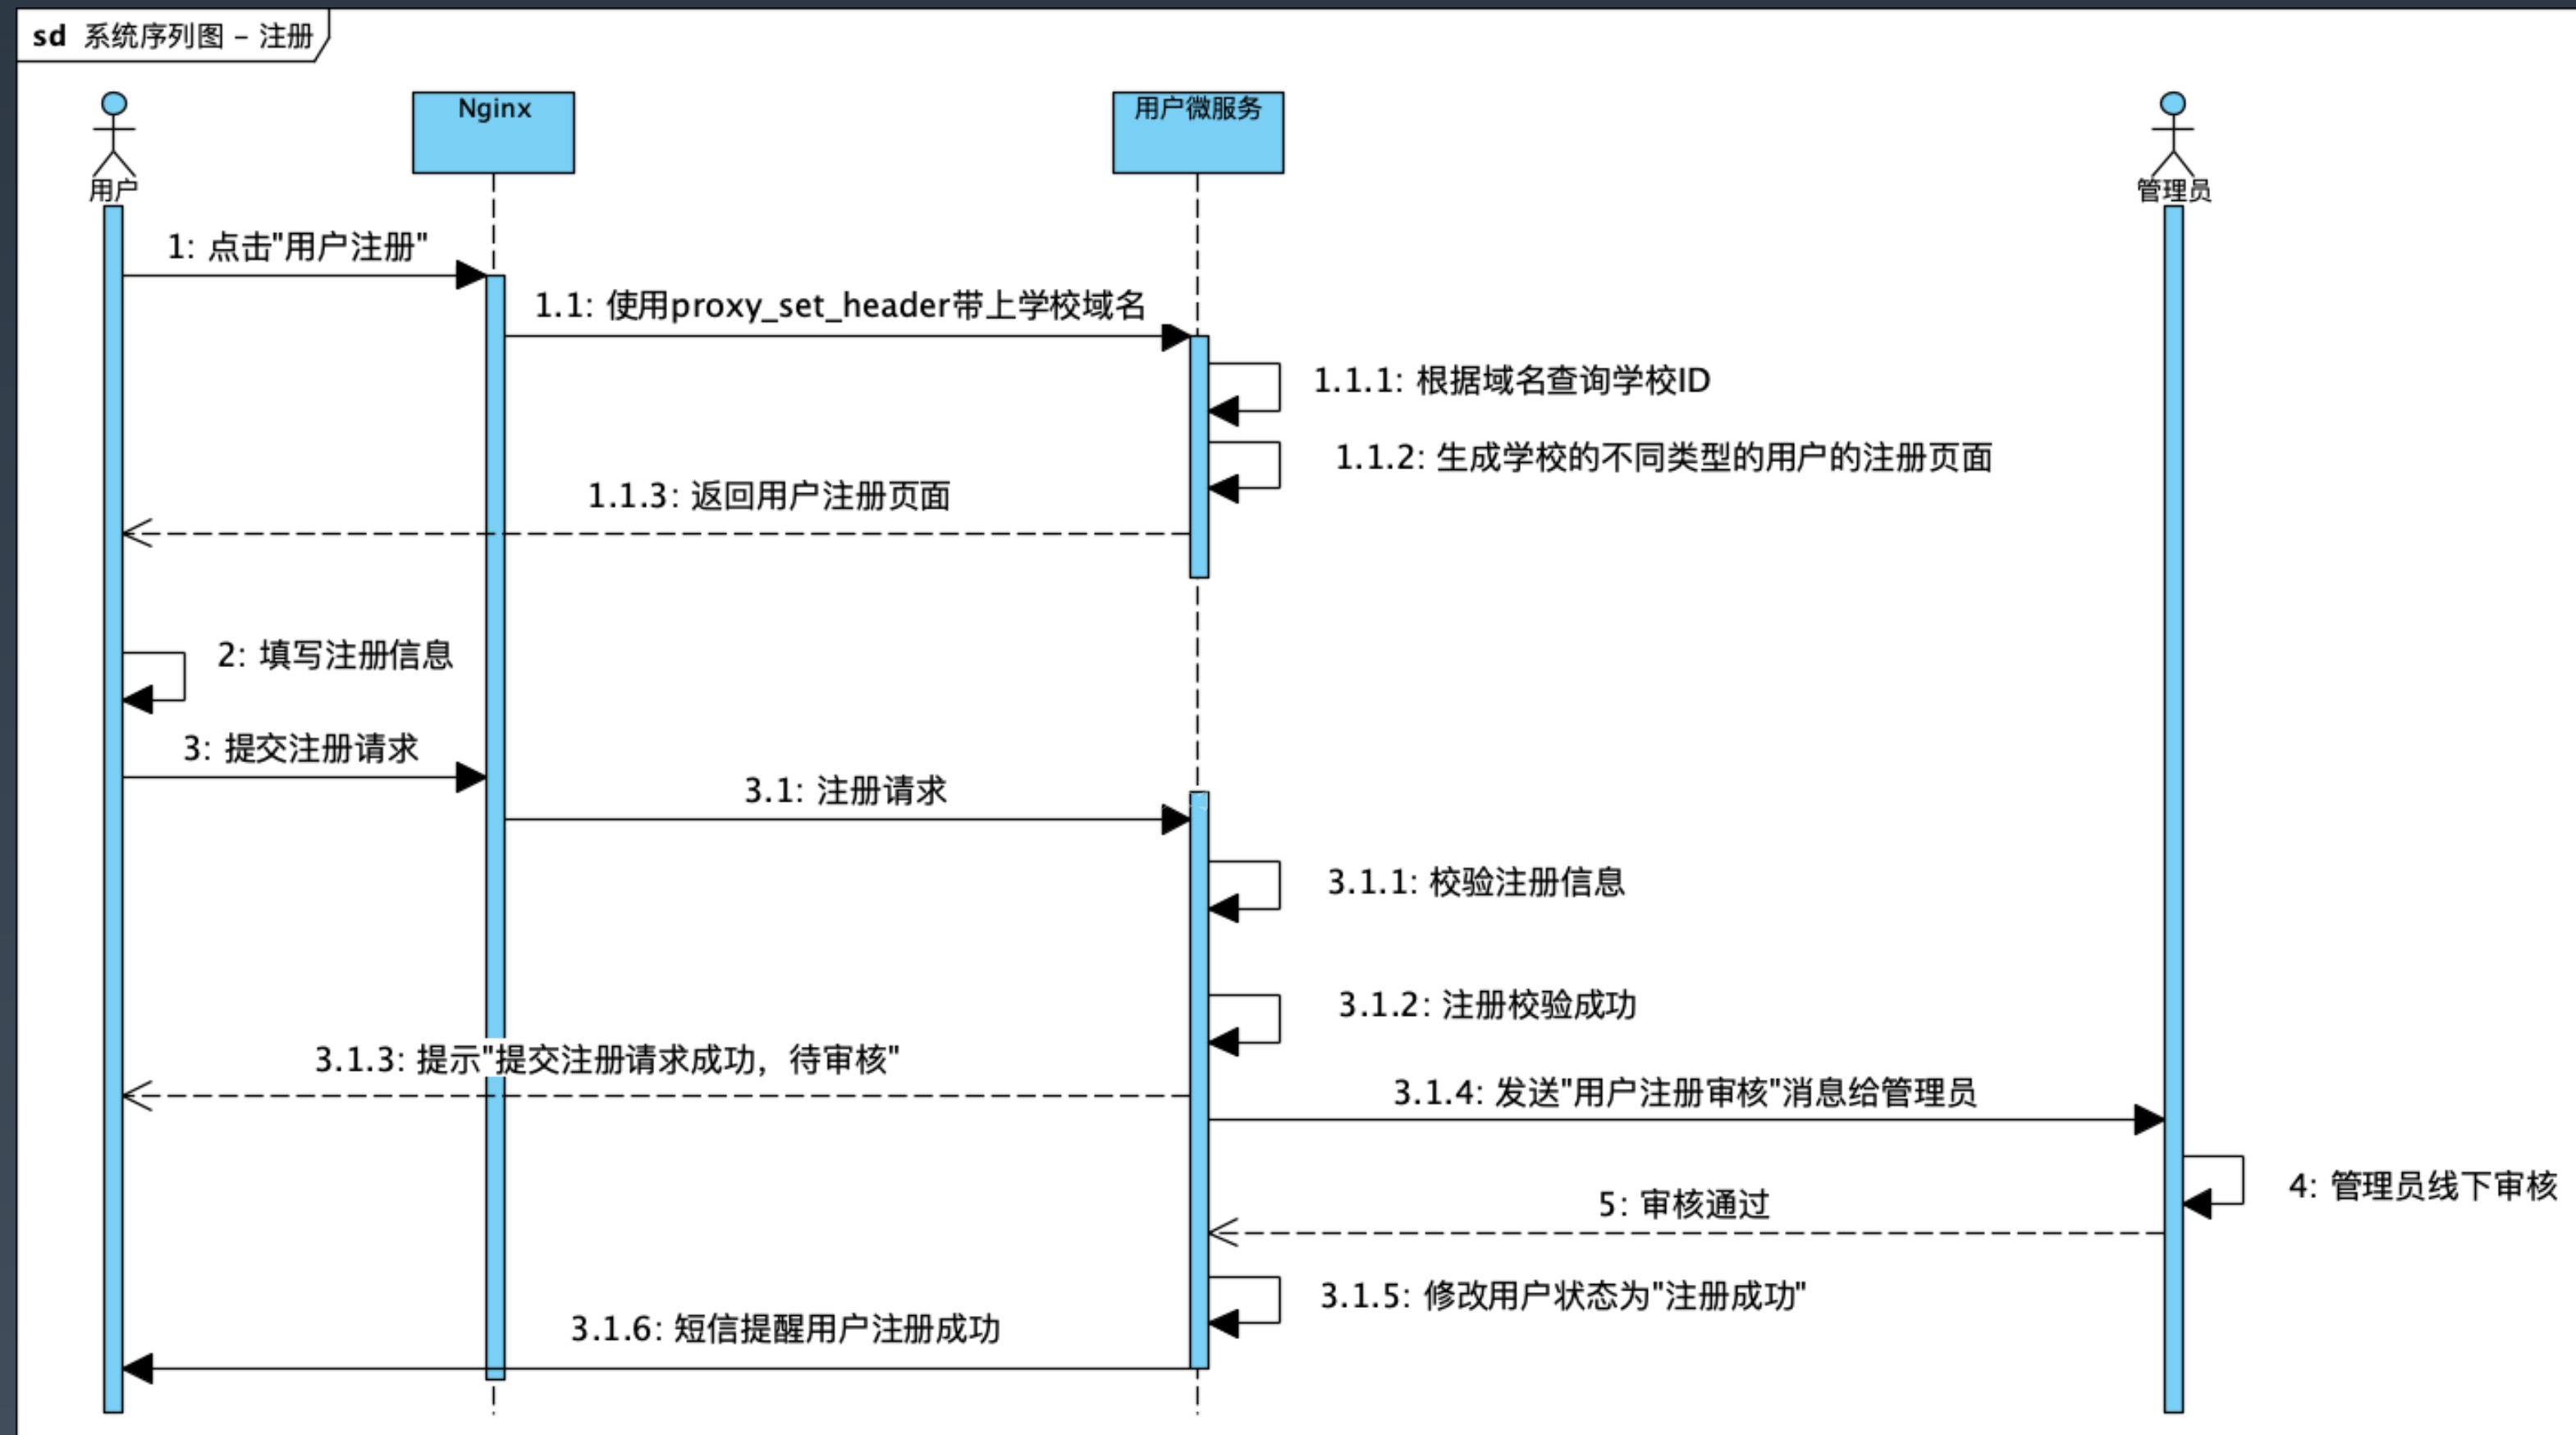 sd 系统序列图 - 注册
用户
Nginx
用户微服务
管理员
1: 点击"用户注册"
1.1: 使用proxy_set_header带上学校域名
1.1.1: 根据域名查询学校ID
1.1.2: 生成学校的不同类型的用户的注册页面
1.1.3: 返回用户注册页面
2: 填写注册信息
3: 提交注册请求
3.1: 注册请求
3.1.1: 校验注册信息
3.1.2: 注册校验成功
3.1.3: 提示"提交注册请求成功，待审核"
3.1.4: 发送"用户注册审核"消息给管理员
4: 管理员线下审核
5: 审核通过
3.1.5: 修改用户状态为"注册成功"
3.1.6: 短信提醒用户注册成功